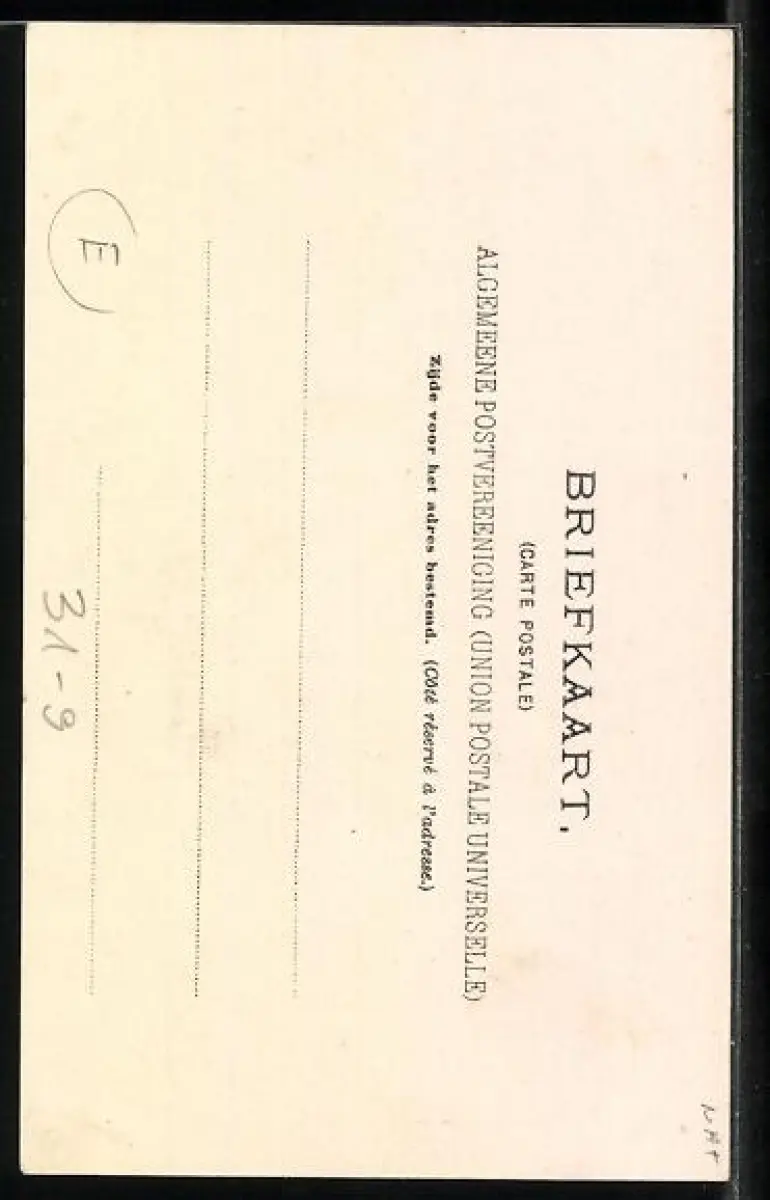 BRIEFKAART.
(CARTE POSTALE)
ALGEMEENE POSTVEREENIGING (UNION POSTALE UNIVERSELLE)
Zijde voor het adres bestemd. (Côté réservé à l'adresse.)
E
31-9